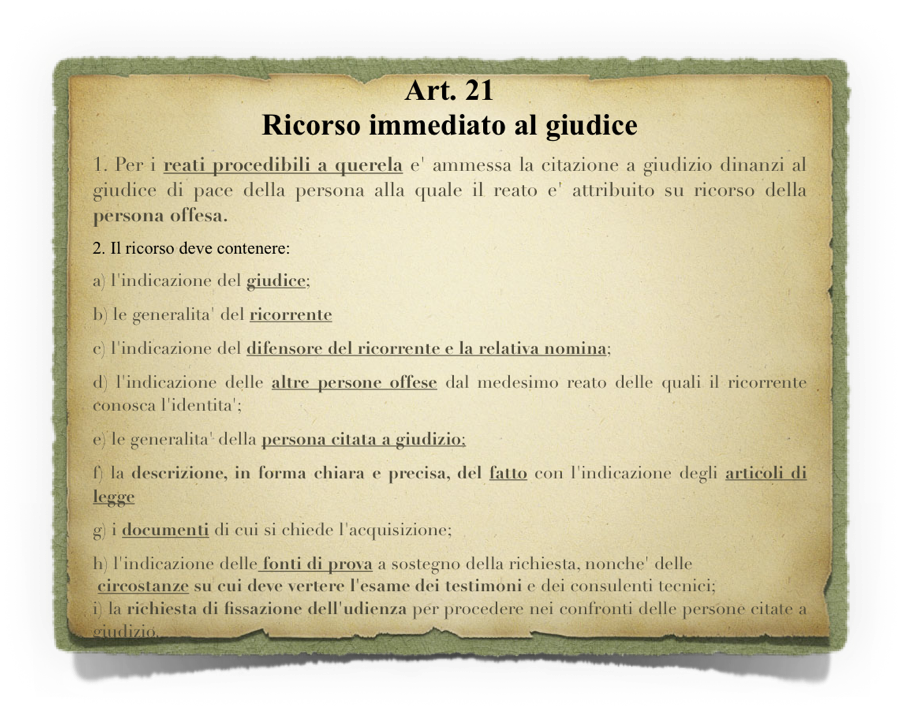 Art. 21
Ricorso immediato al giudice
1. Per i reati procedibili a querela e' ammessa la citazione a giudizio dinanzi al
giudice di pace della persona alla quale il reato e' attribuito su ricorso della
persona offesa.
2. Il ricorso deve contenere:
a) l'indicazione del giudice;
b) le generalita' del ricorrente
c) l'indicazione del difensore del ricorrente e la relativa nomina;
d) l'indicazione delle altre persone offese dal medesimo reato delle quali il ricorrente
conosca l'identita';
e) le generalita' della persona citata a giudizio;
f) la descrizione, in forma chiara e precisa, del fatto con l'indicazione degli articoli di
legge
g) i documenti di cui si chiede l'acquisizione;
h) l'indicazione delle fonti di prova a sostegno della richiesta, nonche' delle
circostanze su cui deve vertere l'esame dei testimoni e dei consulenti tecnici;
i) la richiesta di fissazione dell'udienza per procedere nei confronti delle persone citate a
giudizio.